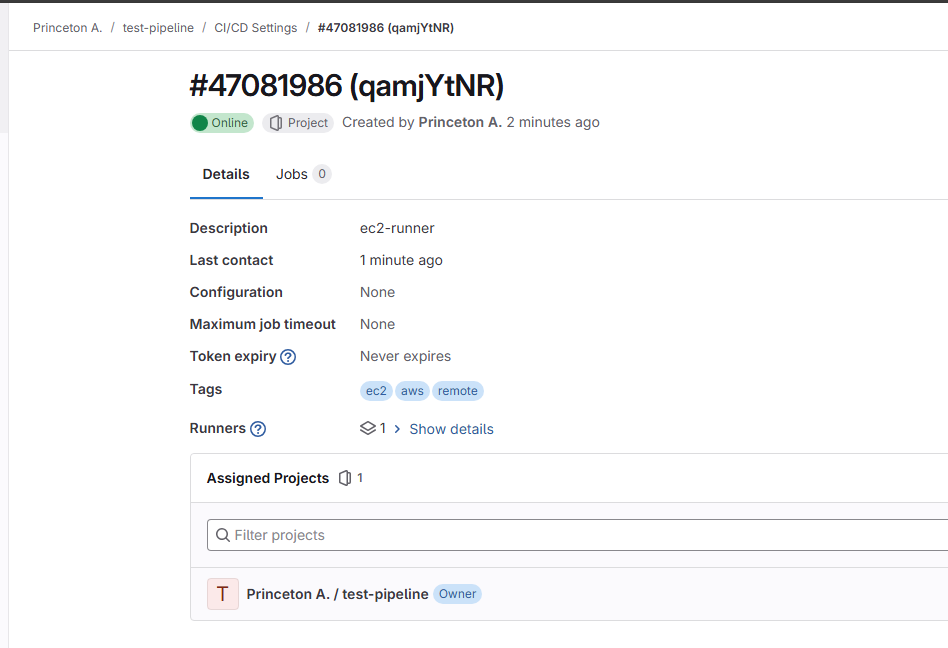 Princeton A. / test-pipeline / CI/CD Settings / #47081986 (qamjYtNR)
#47081986 (qamjYtNR)
Online Project Created by Princeton A. 2 minutes ago
Details Jobs 0
Description ec2-runner
Last contact 1 minute ago
Configuration None
Maximum job timeout None
Token expiry ? Never expires
Tags ec2 aws remote
Runners ? 1 > Show details
Assigned Projects 1
Filter projects
T Princeton A. / test-pipeline Owner